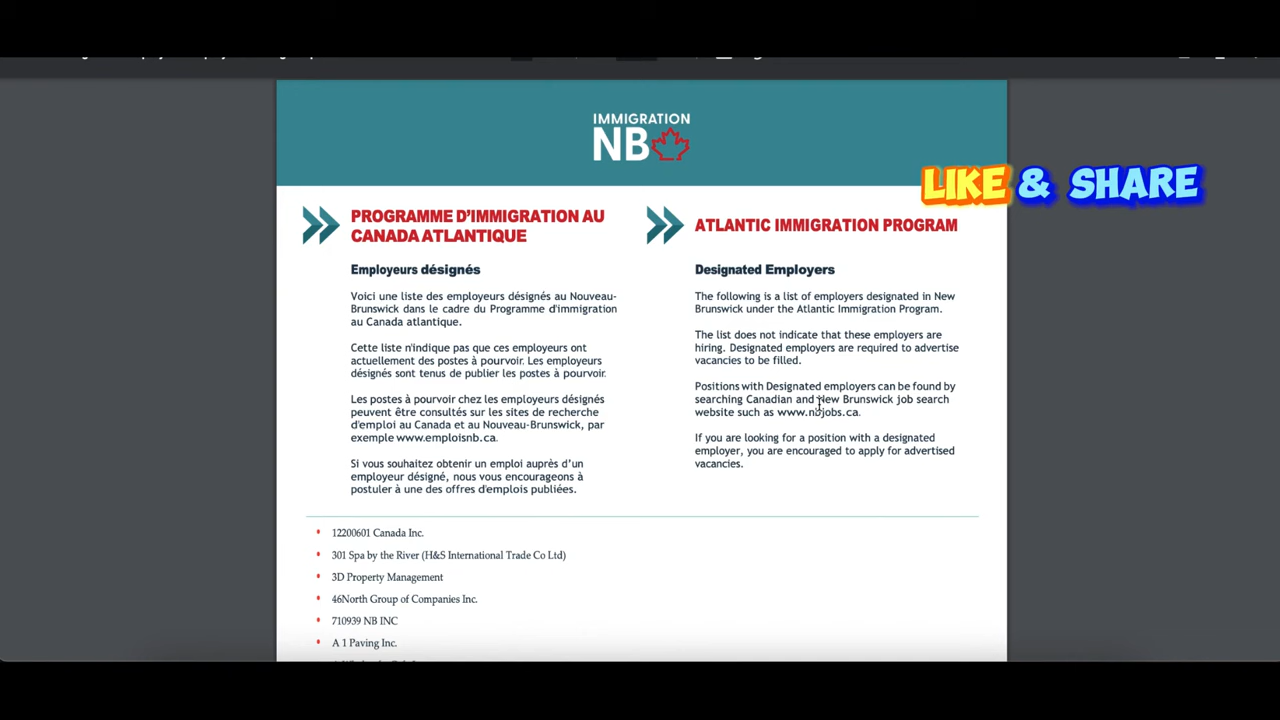 IMMIGRATION
NB
LIKE & SHARE
PROGRAMME D'IMMIGRATION AU
CANADA ATLANTIQUE
Employeurs désignés
Voici une liste des employeurs désignés au Nouveau-
Brunswick dans le cadre du Programme d'immigration
au Canada atlantique.
Cette liste n'indique pas que ces employeurs ont
actuellement des postes à pourvoir. Les employeurs
désignés sont tenus de publier les postes à pourvoir.
Les postes à pourvoir chez les employeurs désignés
peuvent être consultés sur les sites de recherche
d'emploi au Canada et au Nouveau-Brunswick, par
exemple www.emploisnb.ca.
Si vous souhaitez obtenir un emploi auprès d'un
employeur désigné, nous vous encourageons à
postuler à une des offres d'emplois publiées.
ATLANTIC IMMIGRATION PROGRAM
Designated Employers
The following is a list of employers designated in New
Brunswick under the Atlantic Immigration Program.
The list does not indicate that these employers are
hiring. Designated employers are required to advertise
vacancies to be filled.
Positions with Designated employers can be found by
searching Canadian and New Brunswick job search
website such as www.nbjobs.ca.
If you are looking for a position with a designated
employer, you are encouraged to apply for advertised
vacancies.
12200601 Canada Inc.
301 Spa by the River (H&S International Trade Co Ltd)
3D Property Management
46North Group of Companies Inc.
710939 NB INC
A 1 Paving Inc.